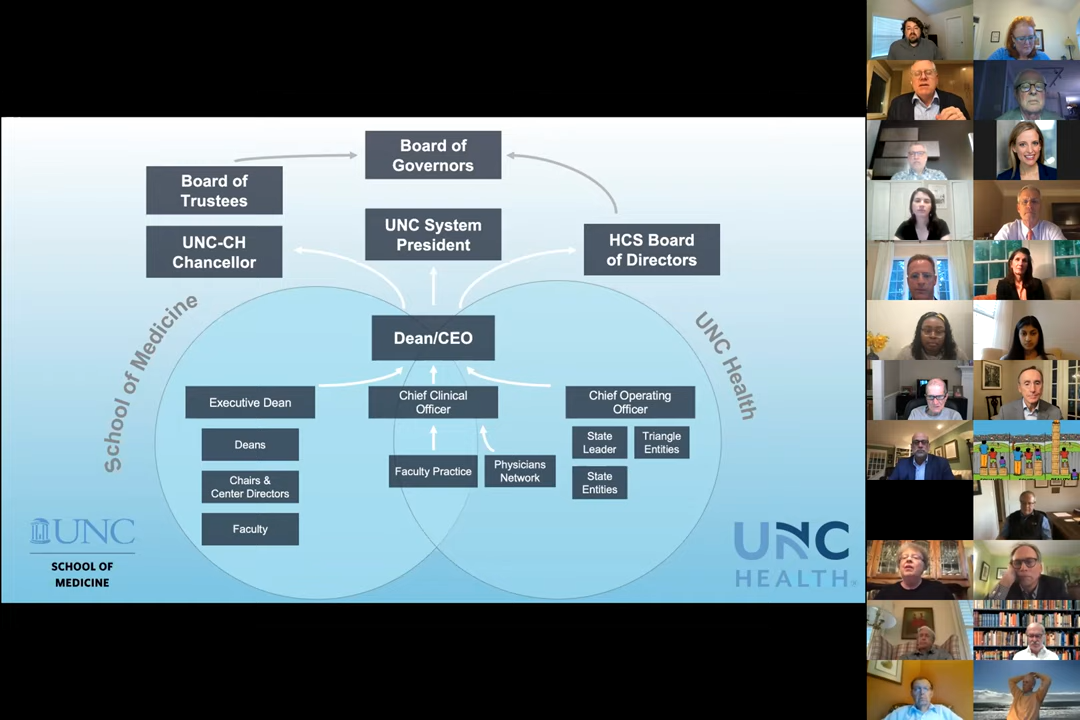 Board of
Governors
Board of
Trustees
UNC System
President
UNC-CH
Chancellor
HCS Board
of Directors
School of Medicine
UNC Health
Dean/CEO
Executive Dean
Chief Clinical
Officer
Chief Operating
Officer
Deans
State
Leader
Triangle
Entities
Chairs &
Center Directors
Faculty Practice
Physicians
Network
State
Entities
Faculty
UNC
SCHOOL OF
MEDICINE
UNC
HEALTH